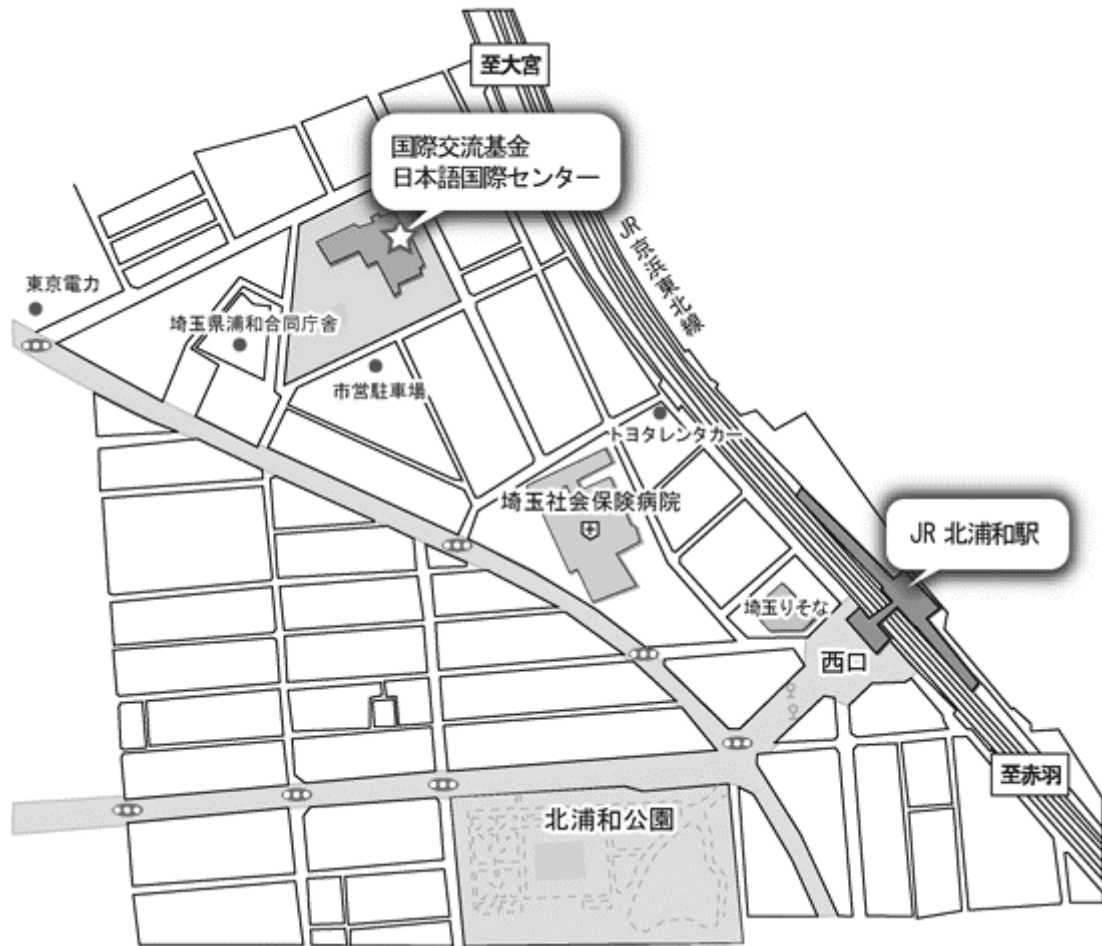 至大宮
国際交流基金
日本語国際センター
JR 京浜東北線
東京電力
埼玉県浦和合同庁舎
市営駐車場
トヨタレンタカー
埼玉社会保険病院
JR 北浦和駅
埼玉りそな
西口
至赤羽
北浦和公園